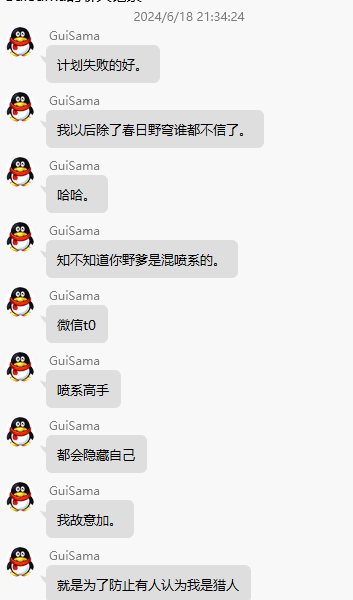 2024/6/18 21:34:24
GuiSama
计划失败的好。
GuiSama
我以后除了春日野穹谁都不信了。
GuiSama
哈哈。
GuiSama
知不知道你野爹是混喷系的。
GuiSama
微信t0
GuiSama
喷系高手
GuiSama
都会隐藏自己
GuiSama
我故意加。
GuiSama
就是为了防止有人认为我是猎人